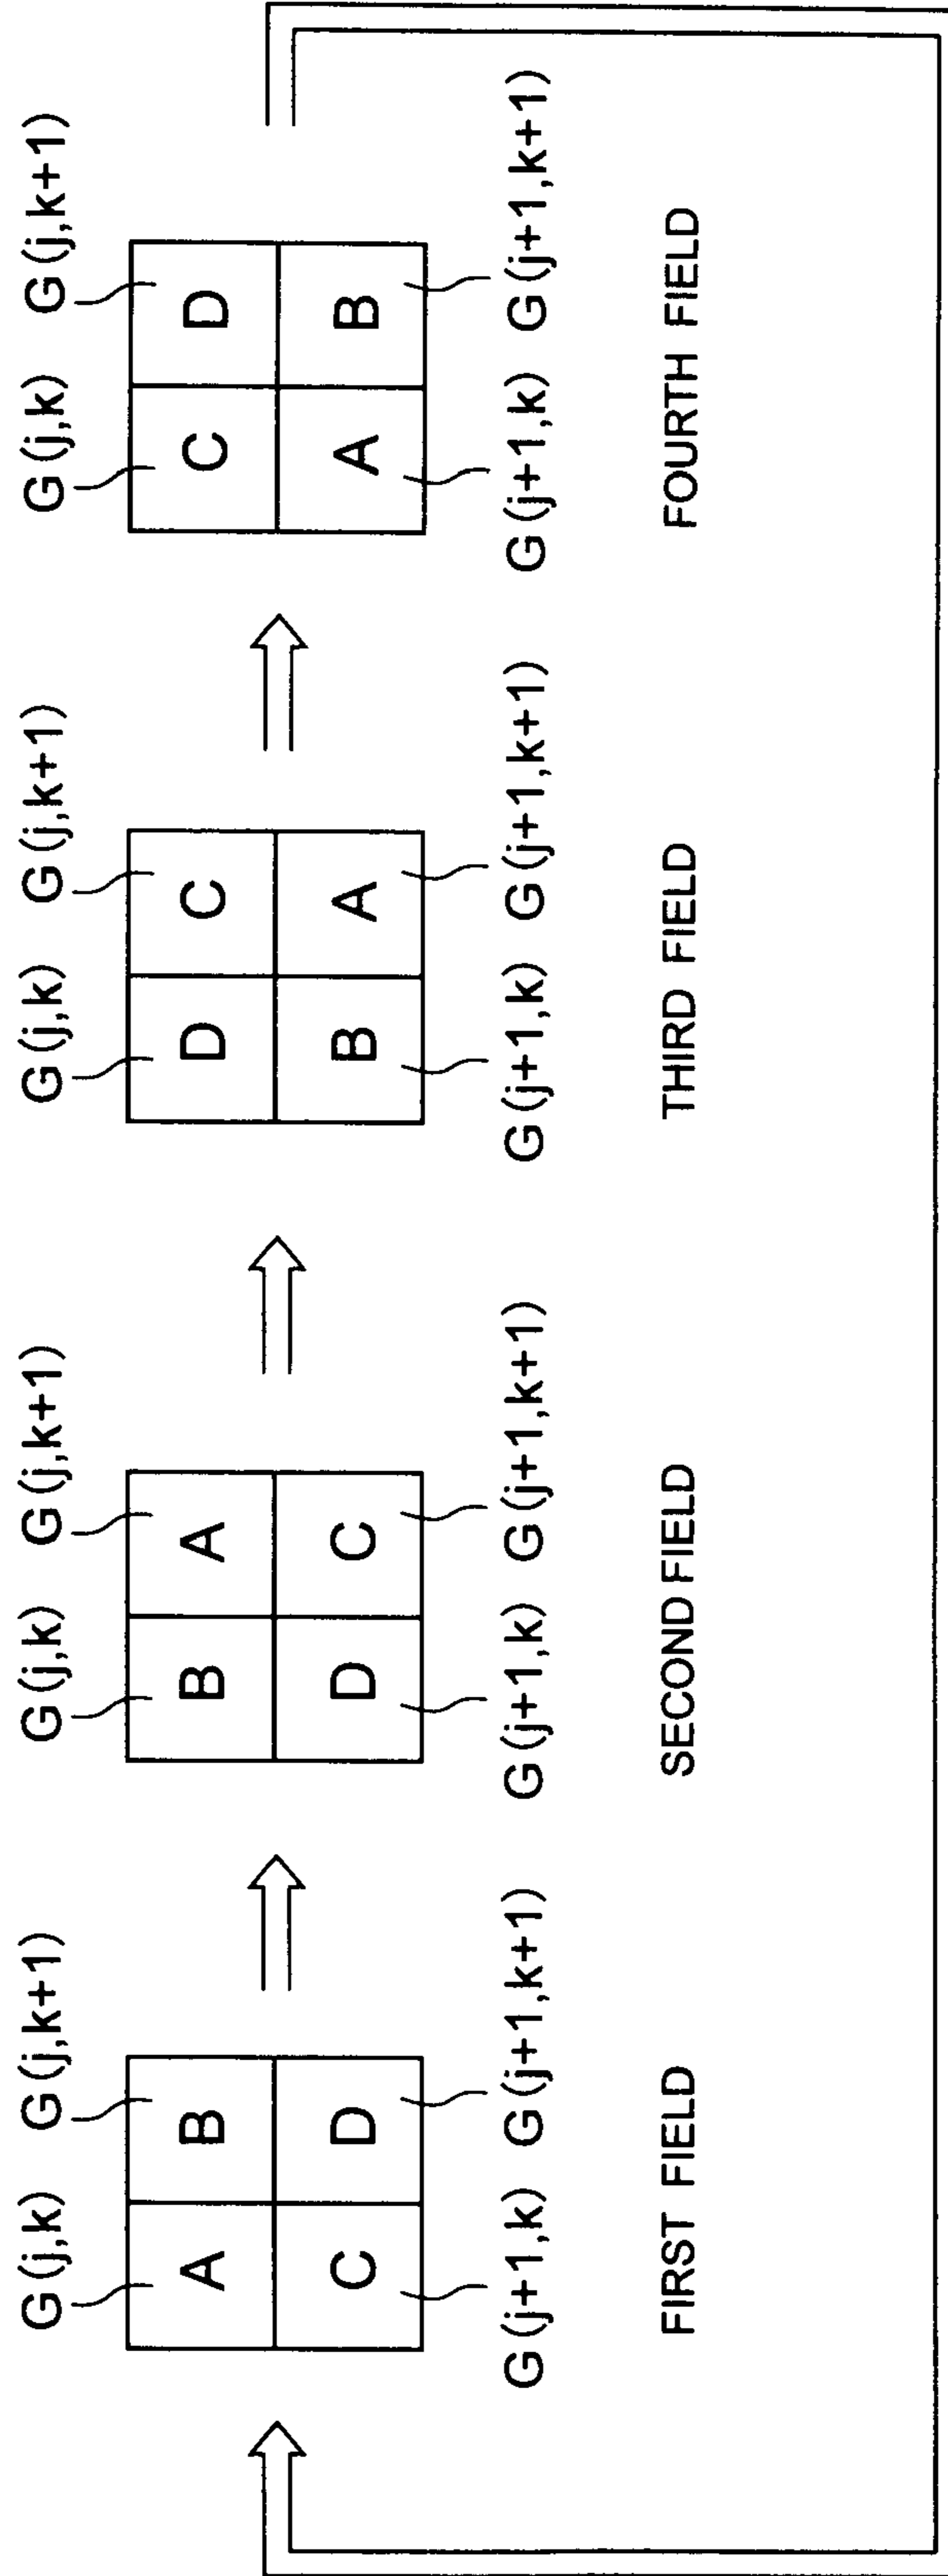 G(j,k) G(j,k+1)
A B
C D
G(j+1,k) G(j+1,k+1)
FIRST FIELD
G(j,k) G(j,k+1)
B A
D C
G(j+1,k) G(j+1,k+1)
SECOND FIELD
G(j,k) G(j,k+1)
D C
B A
G(j+1,k) G(j+1,k+1)
THIRD FIELD
G(j,k) G(j,k+1)
C D
A B
G(j+1,k) G(j+1,k+1)
FOURTH FIELD